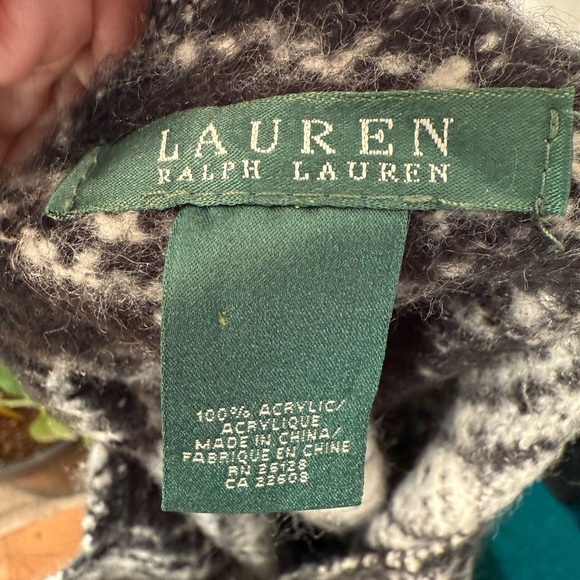 LAUREN
RALPH LAUREN
100% ACRYLIC/
ACRYLIQUE
MADE IN CHINA/
FABRIQUE EN CHINE
RN 26128
CA 22608